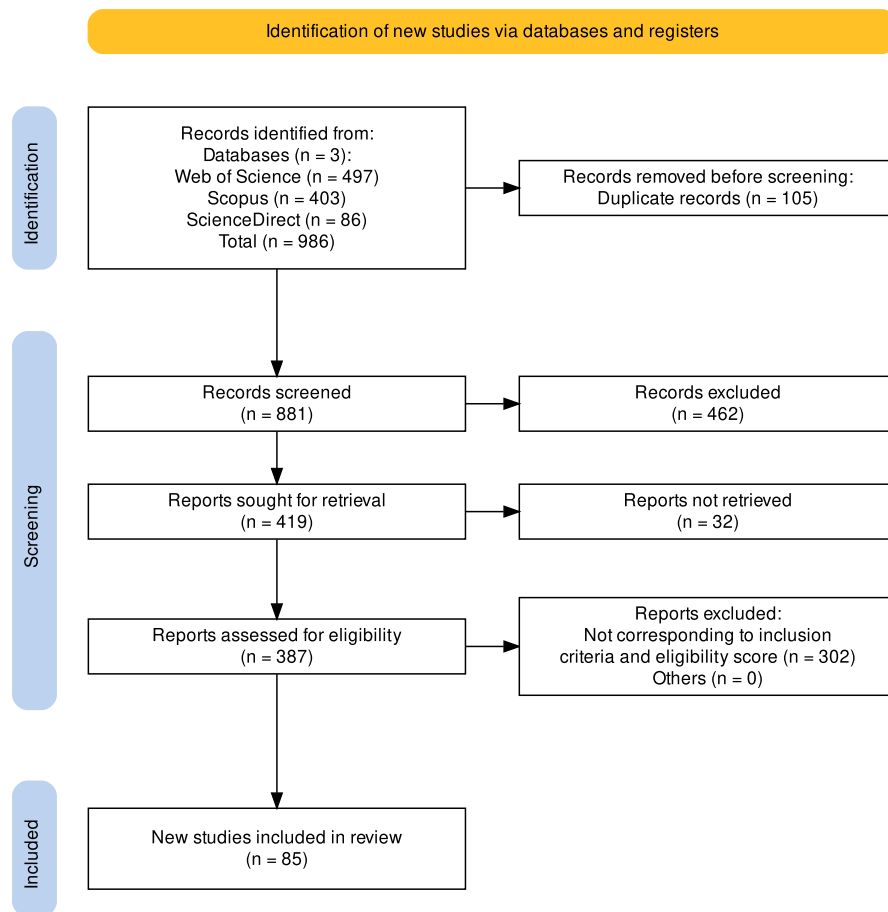 Identification of new studies via databases and registers
Identification
Records identified from:
Databases (n = 3):
Web of Science (n = 497)
Scopus (n = 403)
ScienceDirect (n = 86)
Total (n = 986)
Records removed before screening:
Duplicate records (n = 105)
Screening
Records screened
(n = 881)
Records excluded
(n = 462)
Reports sought for retrieval
(n = 419)
Reports not retrieved
(n = 32)
Reports assessed for eligibility
(n = 387)
Reports excluded:
Not corresponding to inclusion
criteria and eligibility score (n = 302)
Others (n = 0)
Included
New studies included in review
(n = 85)